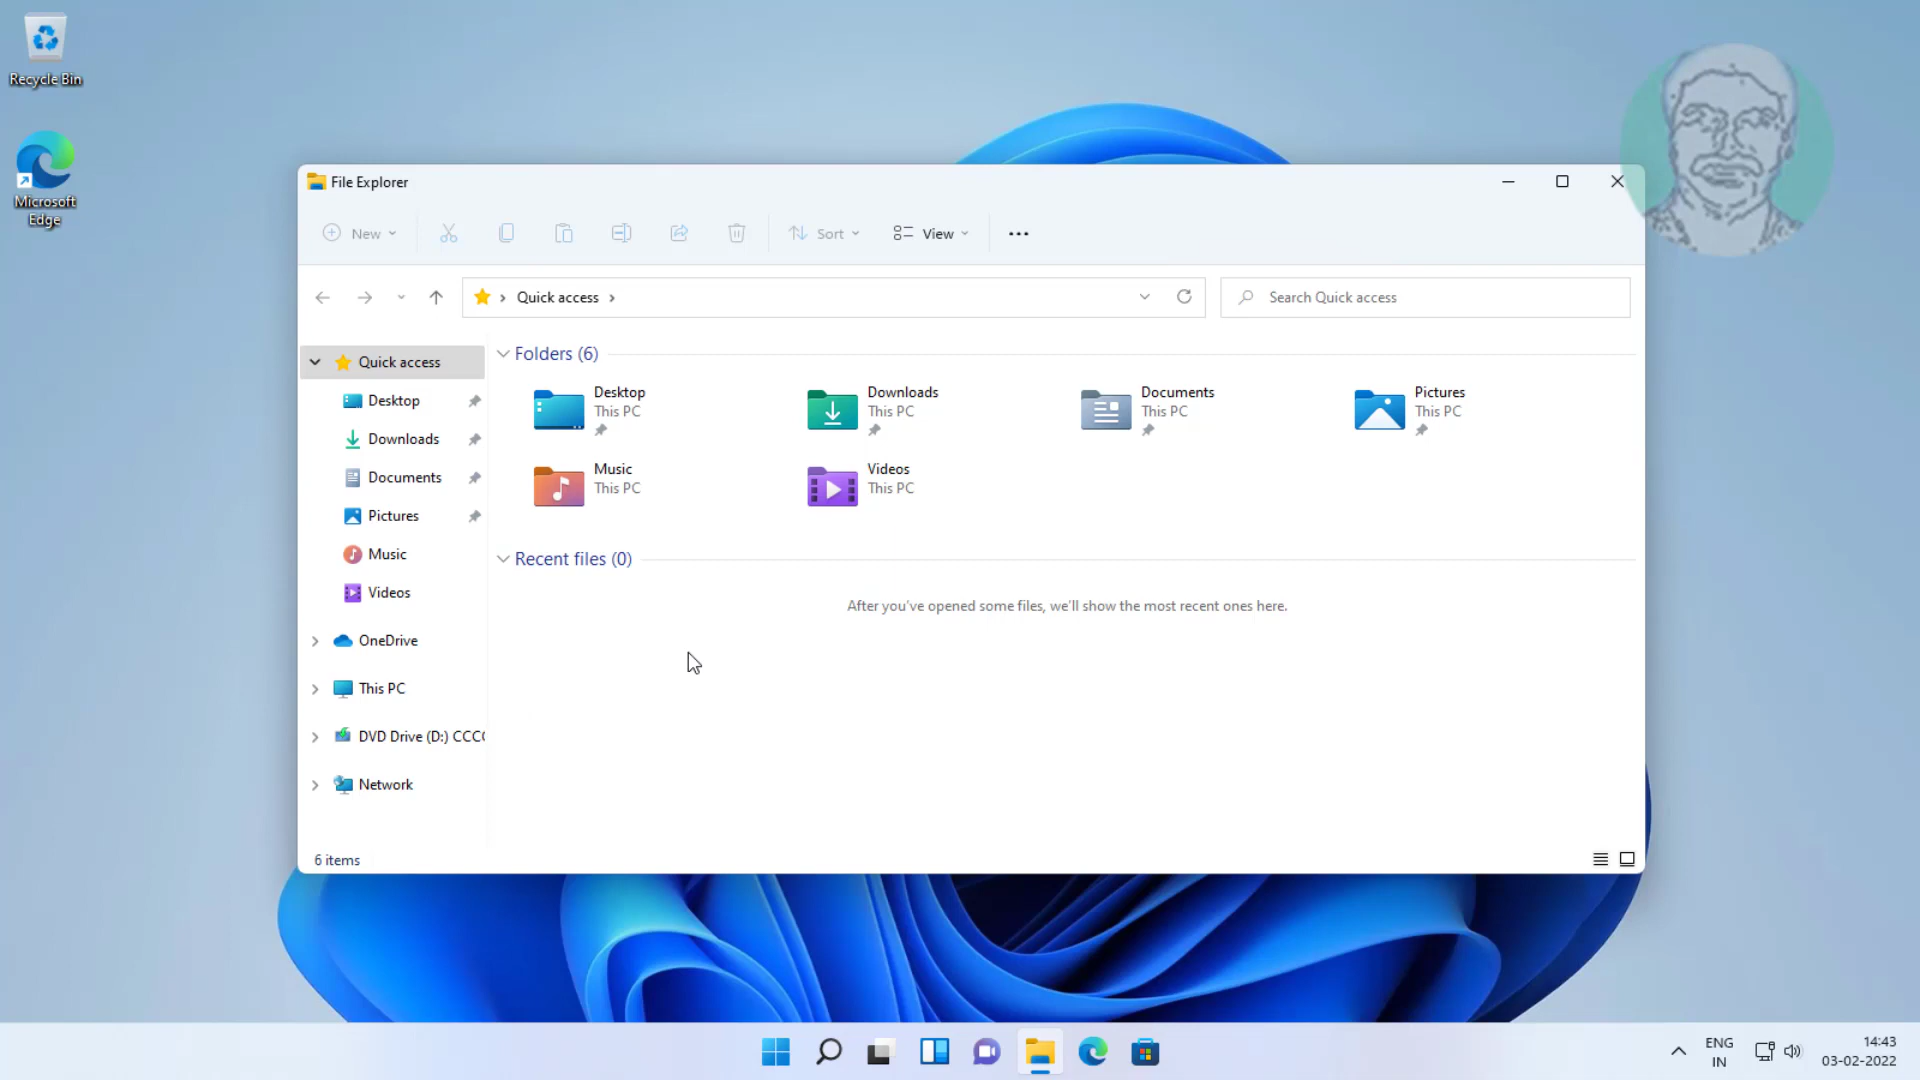 Recycle Bin
Microsoft
Edge
File Explorer
New
Sort
View
Quick access
Search Quick access
Quick access
Desktop
Downloads
Documents
Pictures
Music
Videos
OneDrive
This PC
DVD Drive (D:) CCC
Network
Folders (6)
Desktop
This PC
Downloads
This PC
Documents
This PC
Pictures
This PC
Music
This PC
Videos
This PC
Recent files (0)
After you've opened some files, we'll show the most recent ones here.
6 items
ENG
IN
14:43
03-02-2022